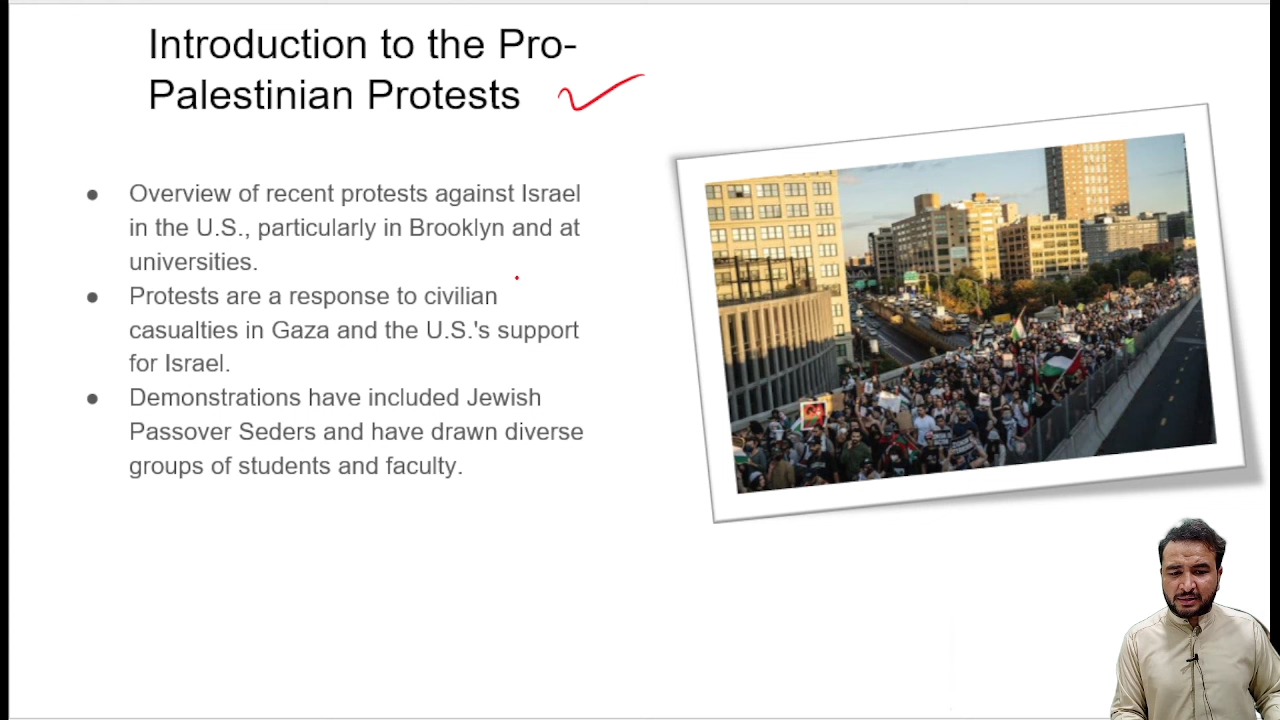 Introduction to the Pro-
Palestinian Protests
● Overview of recent protests against Israel
in the U.S., particularly in Brooklyn and at
universities.
● Protests are a response to civilian
casualties in Gaza and the U.S.'s support
for Israel.
● Demonstrations have included Jewish
Passover Seders and have drawn diverse
groups of students and faculty.